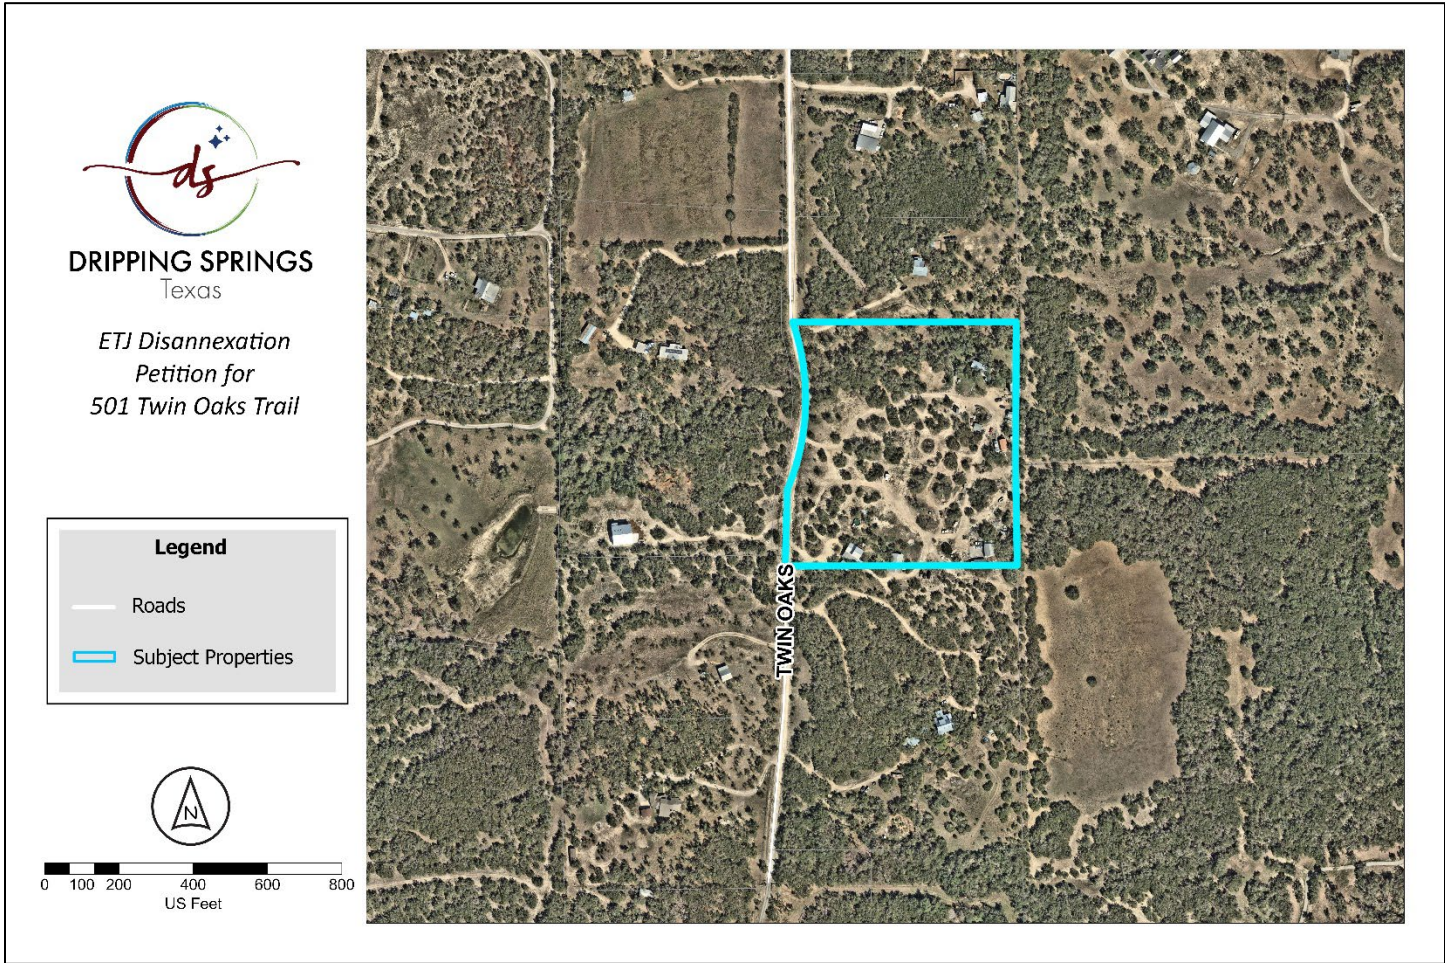 ds
DRIPPING SPRINGS
Texas
ETJ Disannexation
Petition for
501 Twin Oaks Trail
Legend
Roads
Subject Properties
N
0 100 200 400 600 800
US Feet
TWIN OAKS